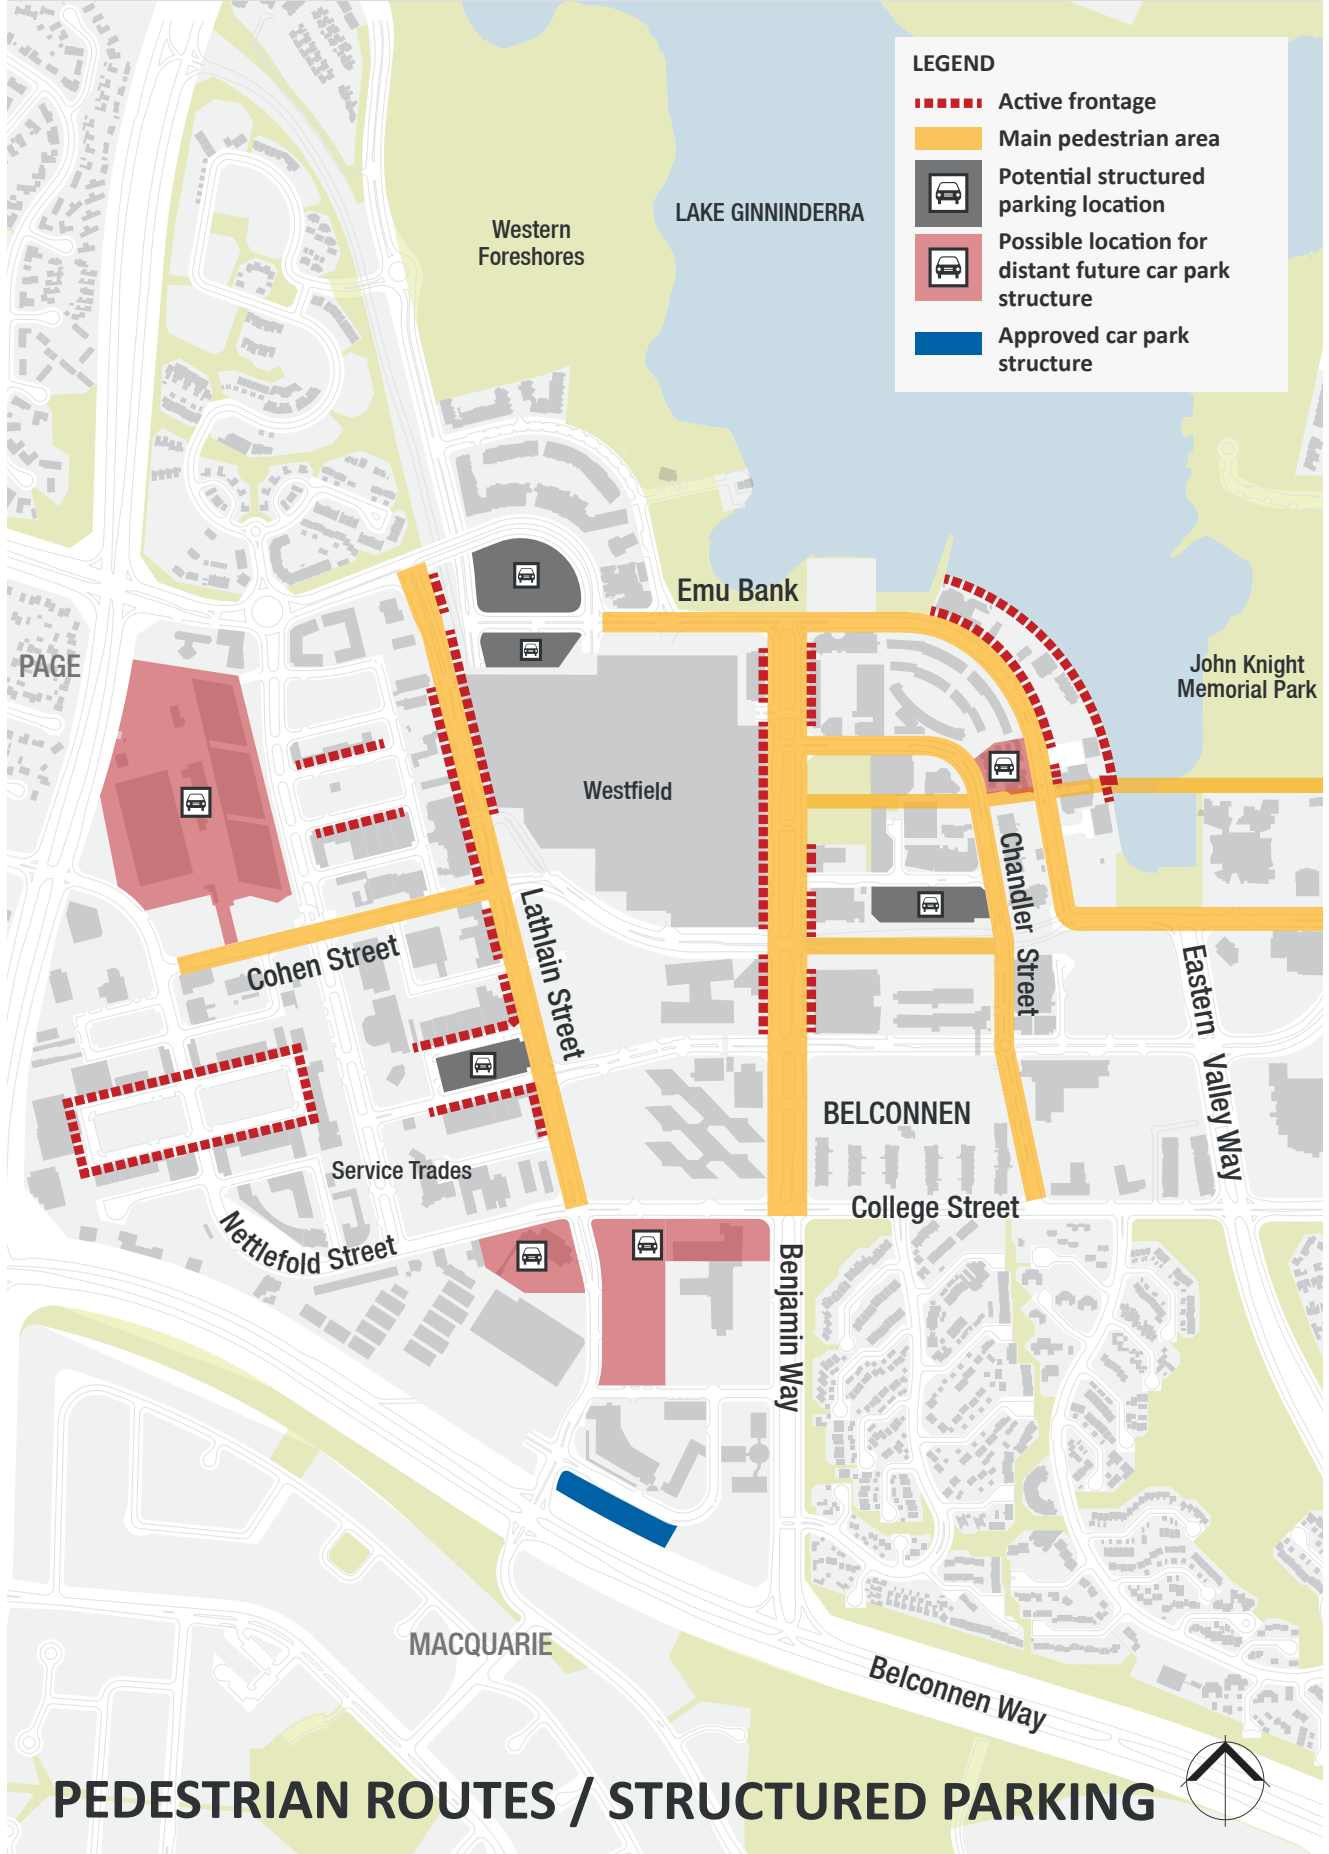 LEGEND
Active frontage
Main pedestrian area
Potential structured
parking location
Possible location for
distant future car park
structure
Approved car park
structure
Western
Foreshores
LAKE GINNINDERRA
Emu Bank
PAGE
John Knight
Memorial Park
Westfield
Chandler Street
Lathlain Street
Cohen Street
Eastern Valley Way
BELCONNEN
Service Trades
College Street
Nettlefold Street
Benjamin Way
MACQUARIE
Belconnen Way
PEDESTRIAN ROUTES / STRUCTURED PARKING